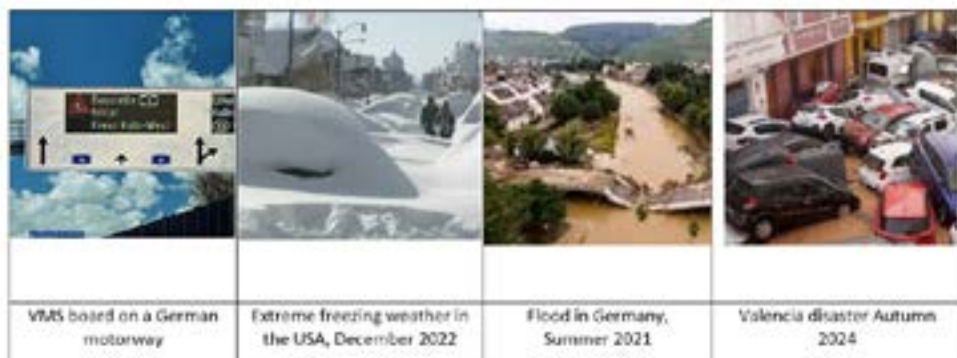 VMS board on a German
motorway
Extreme freezing weather in
the USA, December 2022
Flood in Germany,
Summer 2021
Valencia disaster Autumn
2024